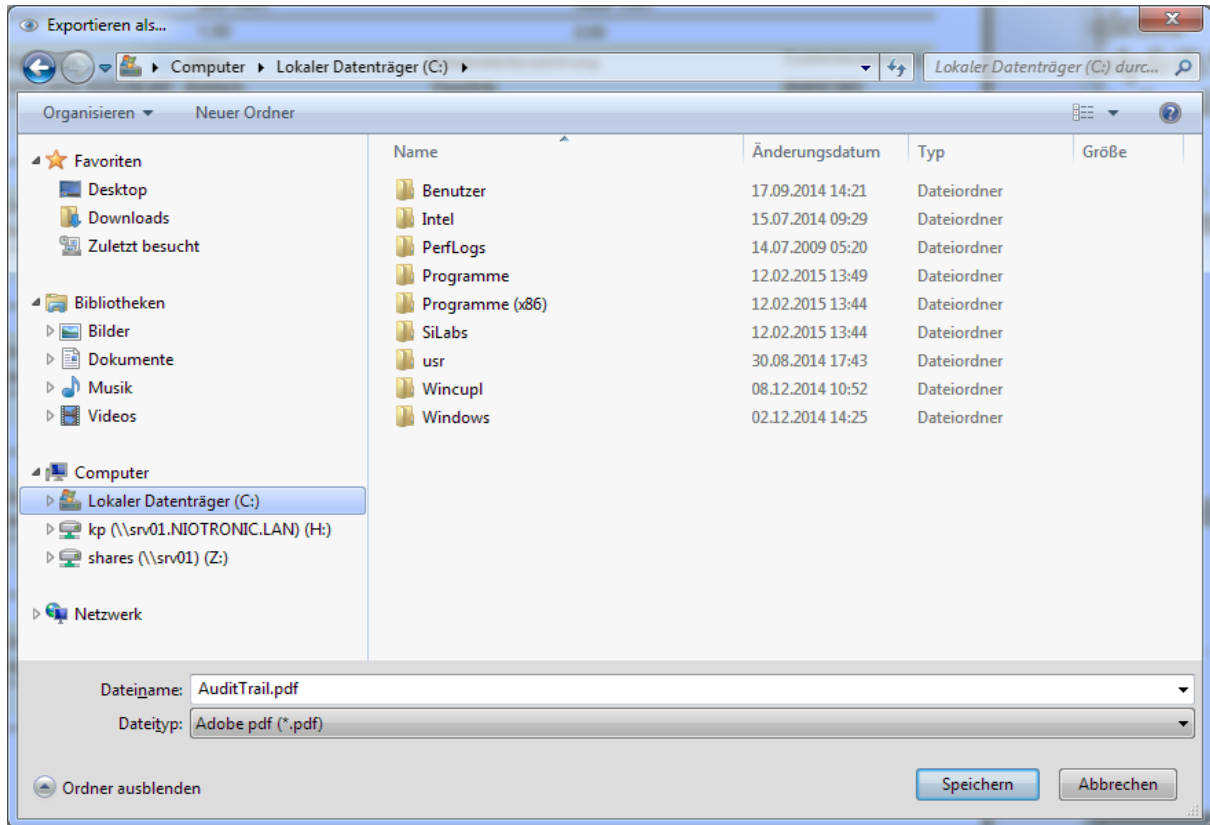 Exportieren als...
Computer Lokaler Datenträger (C:)
Lokaler Datenträger (C:) durc...
Organisieren Neuer Ordner
Favoriten
Desktop
Downloads
Zuletzt besucht
Bibliotheken
Bilder
Dokumente
Musik
Videos
Computer
Lokaler Datenträger (C:)
kp (\\srv01.NIOTRONIC.LAN) (H:)
shares (\\srv01) (Z:)
Netzwerk
Name Änderungsdatum Typ Größe
Benutzer 17.09.2014 14:21 Dateiordner
Intel 15.07.2014 09:29 Dateiordner
PerfLogs 14.07.2009 05:20 Dateiordner
Programme 12.02.2015 13:49 Dateiordner
Programme (x86) 12.02.2015 13:44 Dateiordner
SiLabs 12.02.2015 13:44 Dateiordner
usr 30.08.2014 17:43 Dateiordner
Wincupl 08.12.2014 10:52 Dateiordner
Windows 02.12.2014 14:25 Dateiordner
Dateiname: AuditTrail.pdf
Dateityp: Adobe pdf (*.pdf)
Ordner ausblenden
Speichern Abbrechen